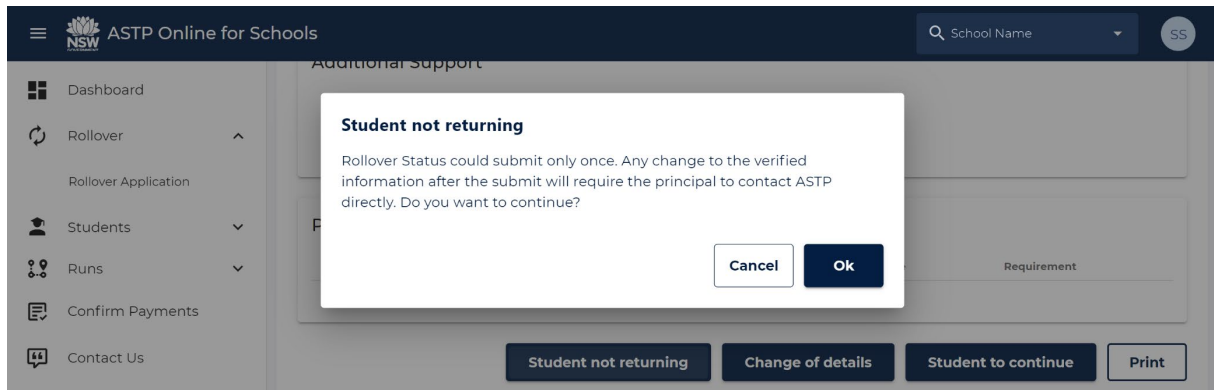 NSW
ASTP Online for Schools
School Name
SS
Additional Support
Dashboard
Rollover
Rollover Application
Students
Runs
Confirm Payments
Contact Us
Student not returning
Rollover Status could submit only once. Any change to the verified
information after the submit will require the principal to contact ASTP
directly. Do you want to continue?
Cancel
Ok
P
Requirement
Student not returning
Change of details
Student to continue
Print